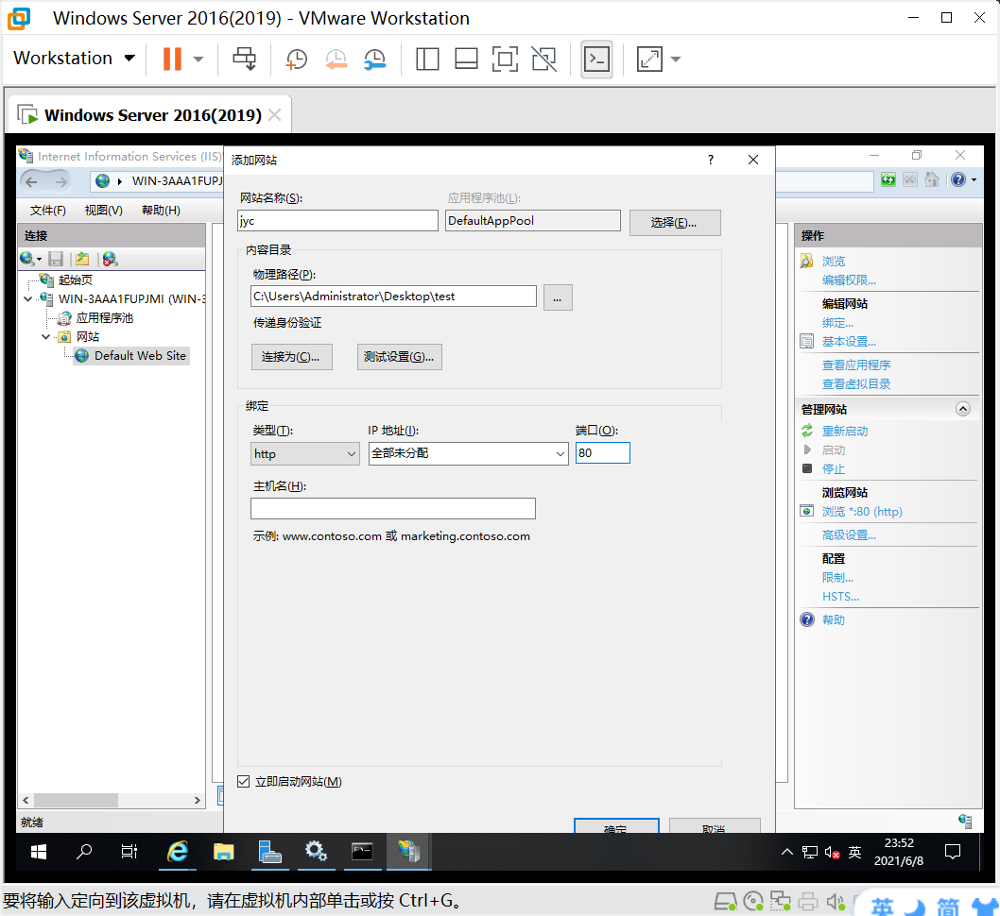 Windows Server 2016(2019) - VMware Workstation
Workstation
Windows Server 2016(2019)
Internet Information Services (IIS)
添加网站
?
WIN-3AAA1FUPJ
文件(F) 视图(V) 帮助(H)
连接
起始页
WIN-3AAA1FUPJMI (WIN-3
应用程序池
网站
Default Web Site
网站名称(S):
应用程序池(L):
jyc
DefaultAppPool
选择(E)...
内容目录
物理路径(P):
C:\Users\Administrator\Desktop\test
...
传递身份验证
连接为(C)...
测试设置(G)...
绑定
类型(T):
IP 地址(I):
端口(O):
http
全部未分配
80
主机名(H):
示例: www.contoso.com 或 marketing.contoso.com
立即启动网站(M)
确定
取消
操作
浏览
编辑权限...
编辑网站
绑定...
基本设置...
查看应用程序
查看虚拟目录
管理网站
重新启动
启动
停止
浏览网站
浏览 *:80 (http)
高级设置...
配置
限制...
HSTS...
帮助
就绪
英
23:52
2021/6/8
要将输入定向到该虚拟机，请在虚拟机内部单击或按 Ctrl+G。
英
简